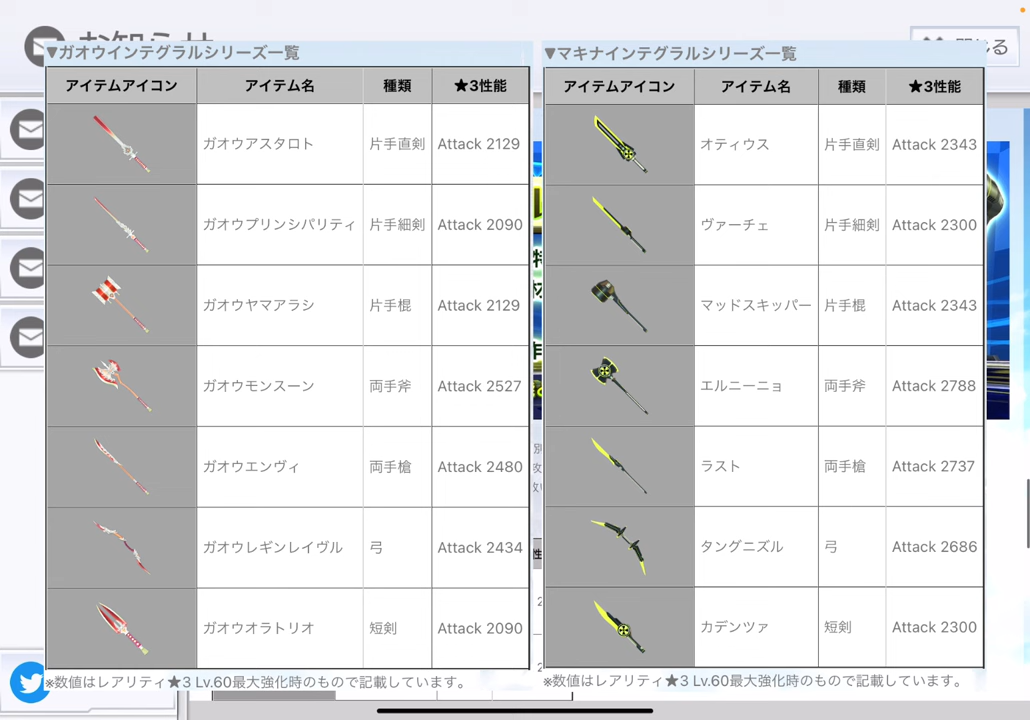 お知らせ
閉じる
▼ガオウインテグラルシリーズ一覧
アイテムアイコン アイテム名 種類 ★3性能
ガオウアスタロト 片手直剣 Attack 2129
ガオウプリンシパリティ 片手細剣 Attack 2090
ガオウヤマアラシ 片手棍 Attack 2129
ガオウモンスーン 両手斧 Attack 2527
ガオウエンヴィ 両手槍 Attack 2480
ガオウレギンレイヴル 弓 Attack 2434
ガオウオラトリオ 短剣 Attack 2090
※数値はレアリティ★3 Lv.60最大強化時のもので記載しています。
▼マキナインテグラルシリーズ一覧
アイテムアイコン アイテム名 種類 ★3性能
オティウス 片手直剣 Attack 2343
ヴァーチェ 片手細剣 Attack 2300
マッドスキッパー 片手棍 Attack 2343
エルニーニョ 両手斧 Attack 2788
ラスト 両手槍 Attack 2737
タングニズル 弓 Attack 2686
カデンツァ 短剣 Attack 2300
※数値はレアリティ★3 Lv.60最大強化時のもので記載しています。